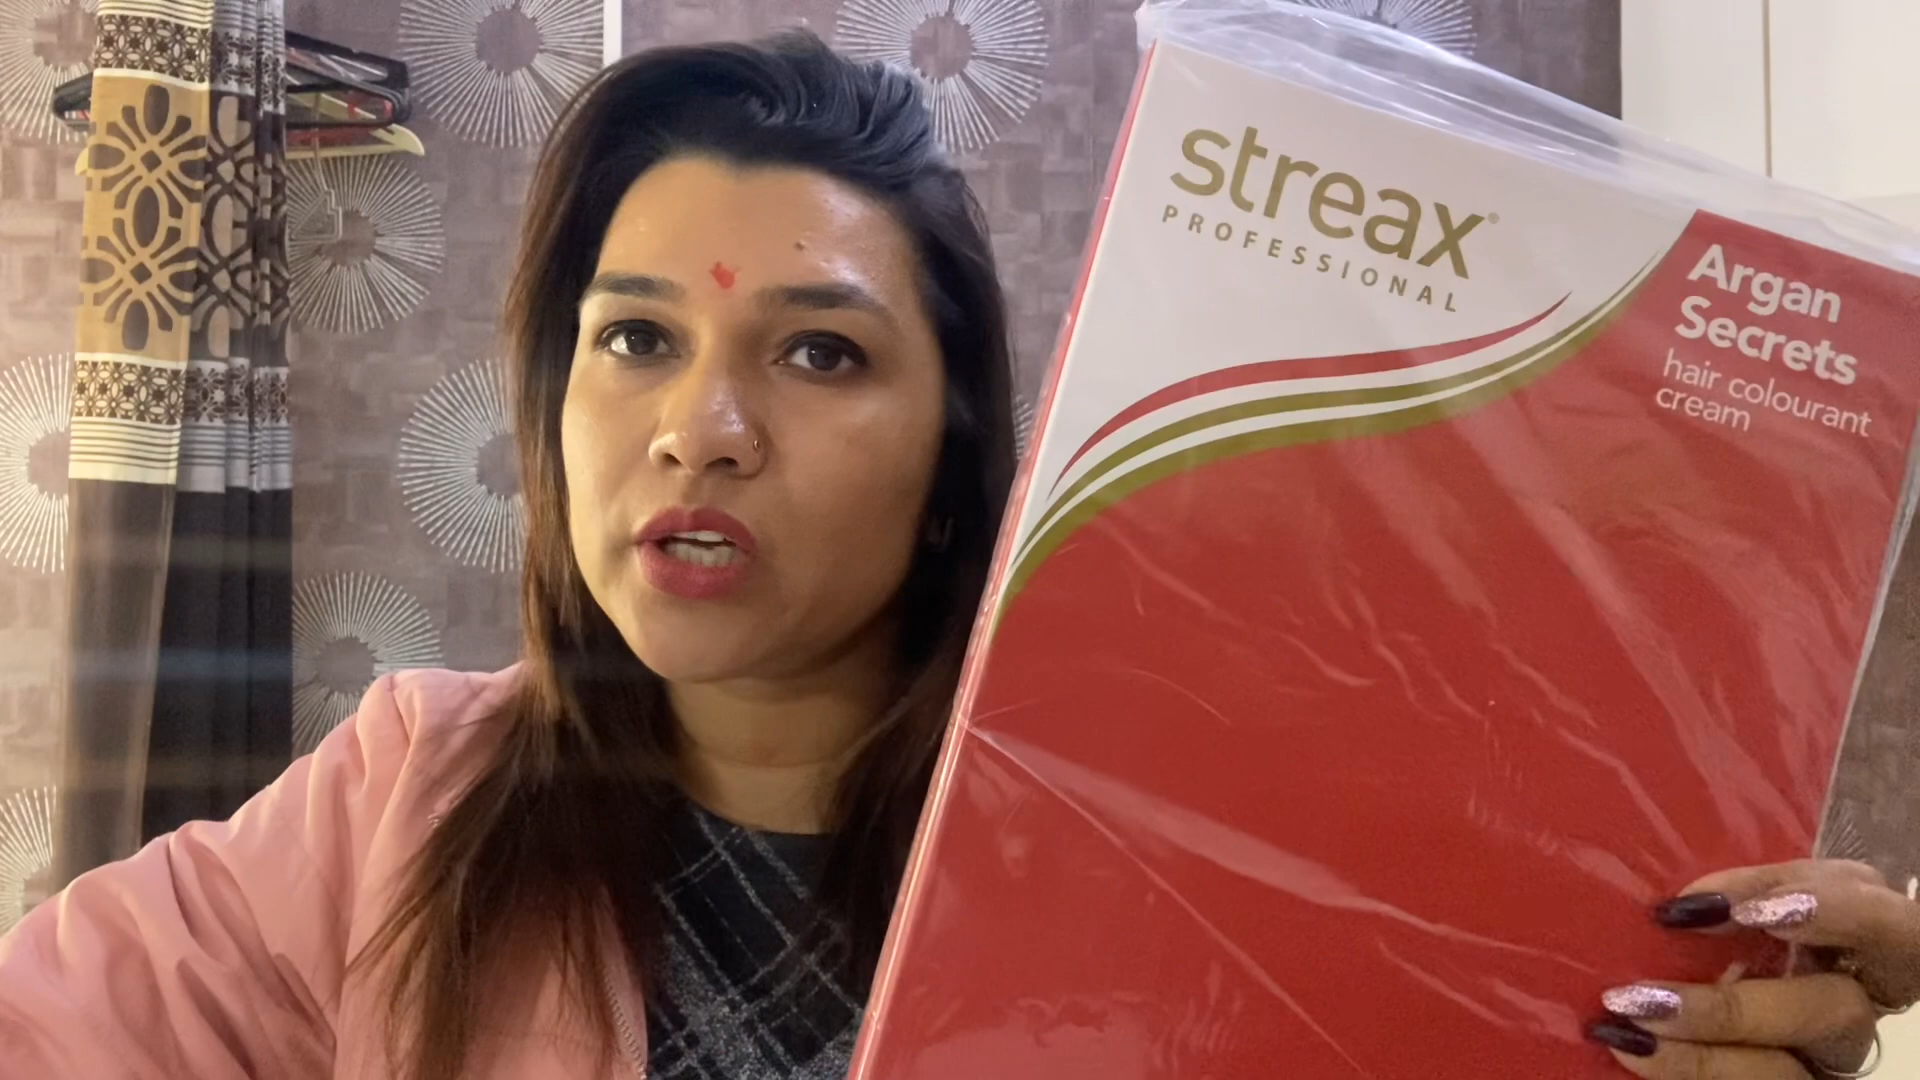 streax®
PROFESSIONAL
Argan
Secrets
hair colourant
cream